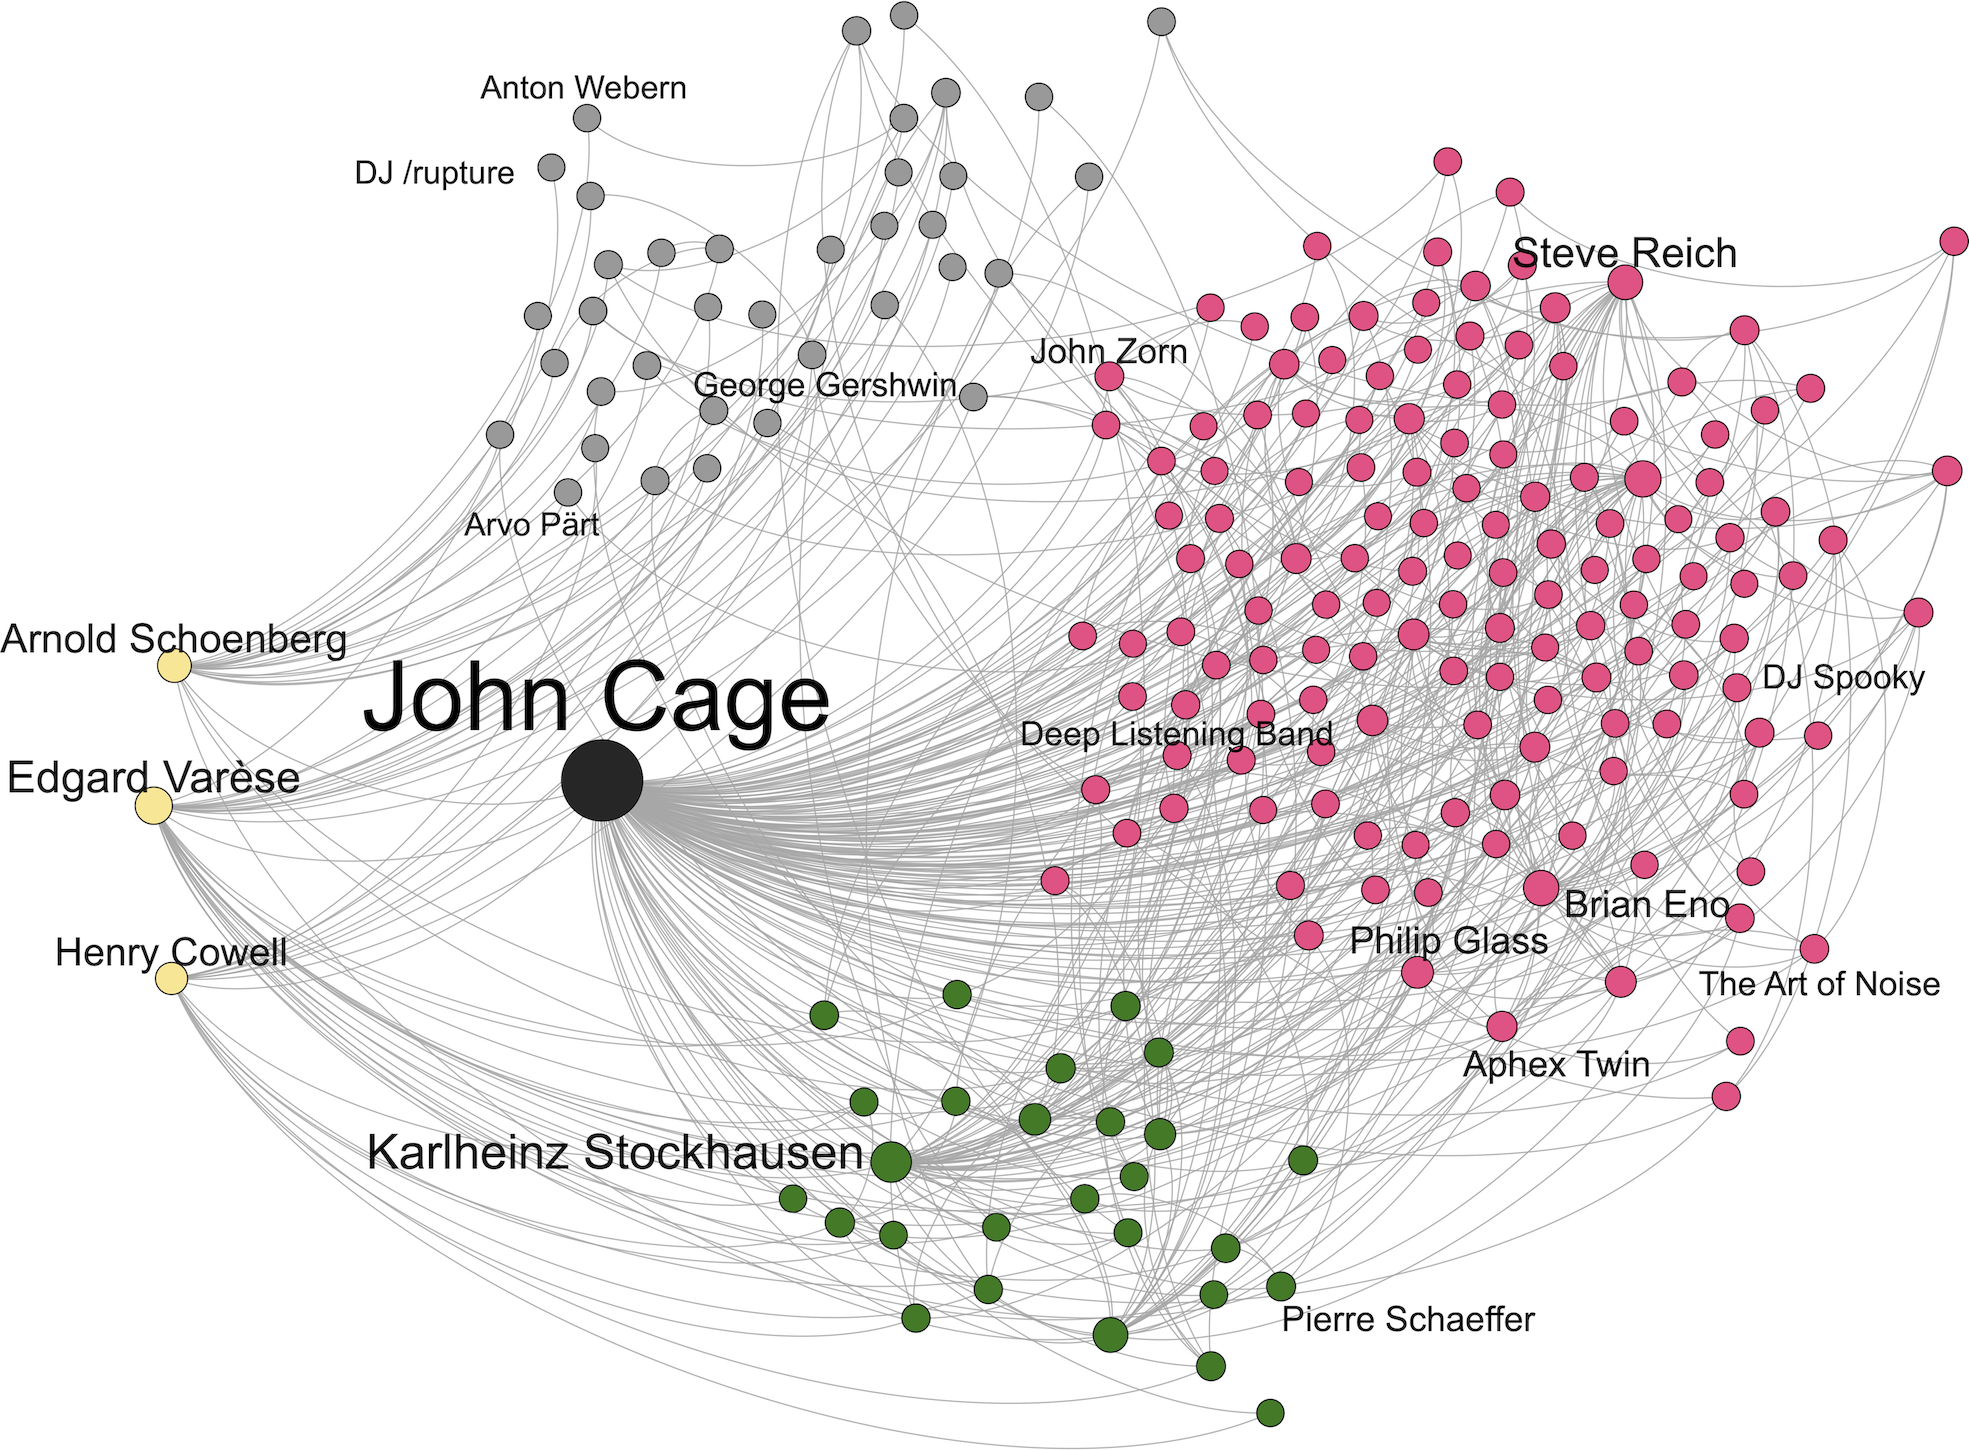 Anton Webern
DJ /rupture
Steve Reich
John Zorn
George Gershwin
Arvo Pärt
Arnold Schoenberg
John Cage
DJ Spooky
Deep Listening Band
Edgard Varèse
Brian Eno
Philip Glass
Henry Cowell
The Art of Noise
Aphex Twin
Karlheinz Stockhausen
Pierre Schaeffer